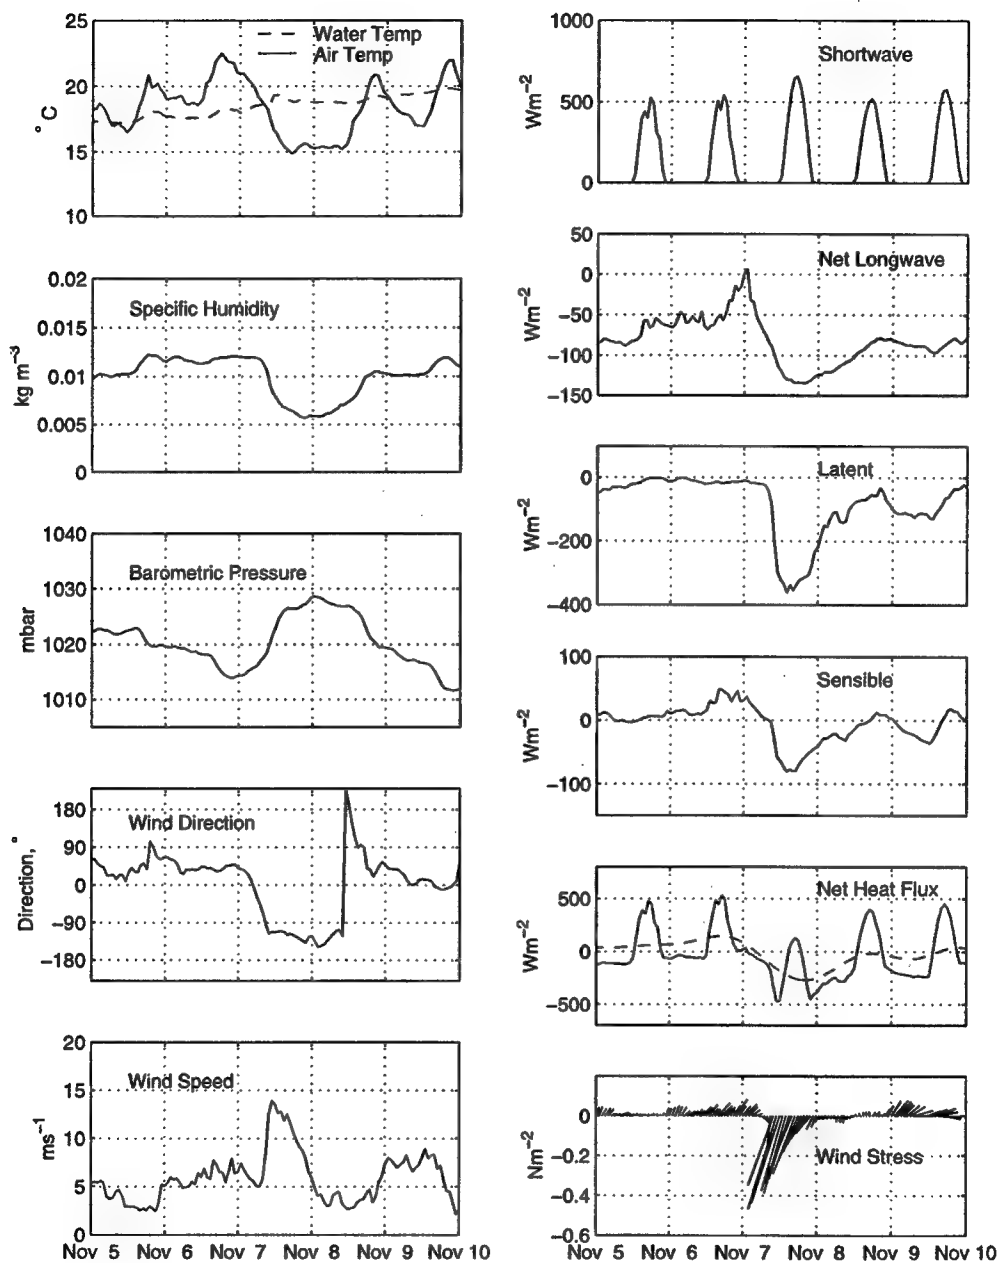 25
20
15
10
° C
Water Temp
Air Temp
0.02
0.015
0.01
0.005
0
kg m⁻³
Specific Humidity
1040
1030
1020
1010
mbar
Barometric Pressure
180
90
0
−90
−180
Direction, °
Wind Direction
20
15
10
5
0
ms⁻¹
Wind Speed
Nov 5 Nov 6 Nov 7 Nov 8 Nov 9 Nov 10
1000
500
0
Wm⁻²
Shortwave
50
0
−50
−100
−150
Wm⁻²
Net Longwave
0
−200
−400
Wm⁻²
Latent
100
0
−100
Wm⁻²
Sensible
500
0
−500
Wm⁻²
Net Heat Flux
0
−0.2
−0.4
−0.6
Nm⁻²
Wind Stress
Nov 5 Nov 6 Nov 7 Nov 8 Nov 9 Nov 10